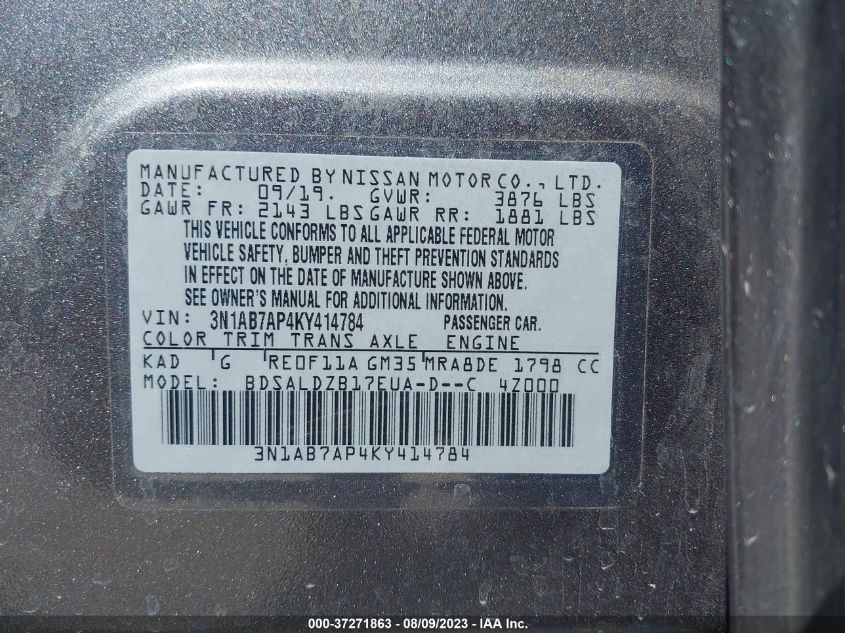 MANUFACTURED BY NISSAN MOTOR CO., LTD.
DATE: 09/19. GVWR: 3876 LBS
GAWR FR: 2143 LBS GAWR RR: 1881 LBS
THIS VEHICLE CONFORMS TO ALL APPLICABLE FEDERAL MOTOR
VEHICLE SAFETY, BUMPER AND THEFT PREVENTION STANDARDS
IN EFFECT ON THE DATE OF MANUFACTURE SHOWN ABOVE.
SEE OWNER'S MANUAL FOR ADDITIONAL INFORMATION.
VIN: 3N1AB7AP4KY414784 PASSENGER CAR.
COLOR TRIM TRANS AXLE ENGINE
KAD G RE0F11A GM35 MRA8DE 1798 CC
MODEL: BDSALDZB17EUA-D--C 4Z000
3N1AB7AP4KY414784
000-37271863 - 08/09/2023 - IAA Inc.